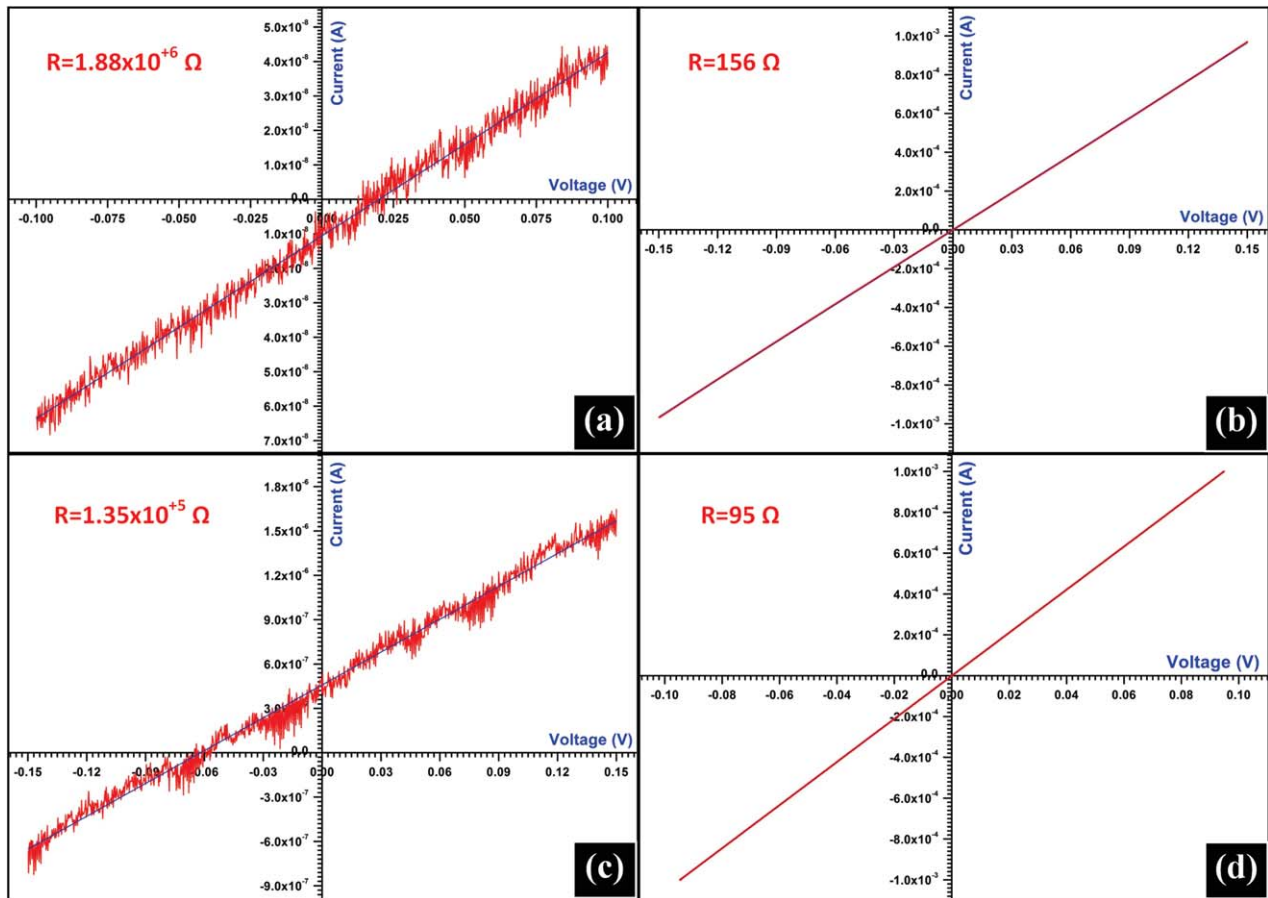 R=1.88x10⁺⁶ Ω
Current (A)
5.0x10⁻⁸
4.0x10⁻⁸
3.0x10⁻⁸
2.0x10⁻⁸
1.0x10⁻⁸
0.0
Voltage (V)
-0.100 -0.075 -0.050 -0.025 0.000 0.025 0.050 0.075 0.100
1.0x10⁻⁸
2.0x10⁻⁸
3.0x10⁻⁸
4.0x10⁻⁸
5.0x10⁻⁸
6.0x10⁻⁸
7.0x10⁻⁸
(a)
R=156 Ω
Current (A)
1.0x10⁻³
8.0x10⁻⁴
6.0x10⁻⁴
4.0x10⁻⁴
2.0x10⁻⁴
0.0
Voltage (V)
-0.15 -0.12 -0.09 -0.06 -0.03 0.00 0.03 0.06 0.09 0.12 0.15
-2.0x10⁻⁴
-4.0x10⁻⁴
-6.0x10⁻⁴
-8.0x10⁻⁴
-1.0x10⁻³
(b)
R=1.35x10⁺⁵ Ω
Current (A)
1.8x10⁻⁶
1.5x10⁻⁶
1.2x10⁻⁶
9.0x10⁻⁷
6.0x10⁻⁷
3.0x10⁻⁷
0.0
Voltage (V)
-0.15 -0.12 -0.09 -0.06 -0.03 0.00 0.03 0.06 0.09 0.12 0.15
-3.0x10⁻⁷
-6.0x10⁻⁷
-9.0x10⁻⁷
(c)
R=95 Ω
Current (A)
1.0x10⁻³
8.0x10⁻⁴
6.0x10⁻⁴
4.0x10⁻⁴
2.0x10⁻⁴
0.0
Voltage (V)
-0.10 -0.08 -0.06 -0.04 -0.02 0.00 0.02 0.04 0.06 0.08 0.10
-2.0x10⁻⁴
-4.0x10⁻⁴
-6.0x10⁻⁴
-8.0x10⁻⁴
-1.0x10⁻³
(d)